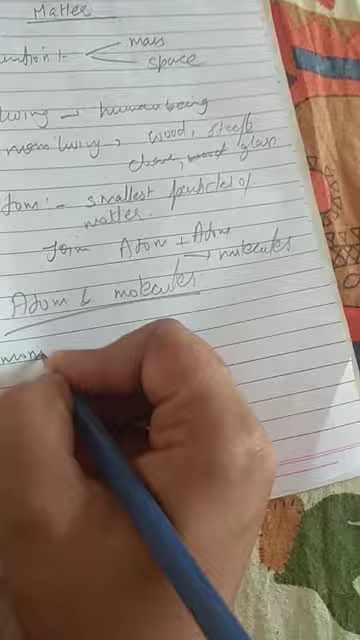 Matter
mass
space
living → human being
non living → wood, steel
glass
Atom :- smallest particles of
matter.
Join Atom + Atom
→ molecules
Atom & molecules